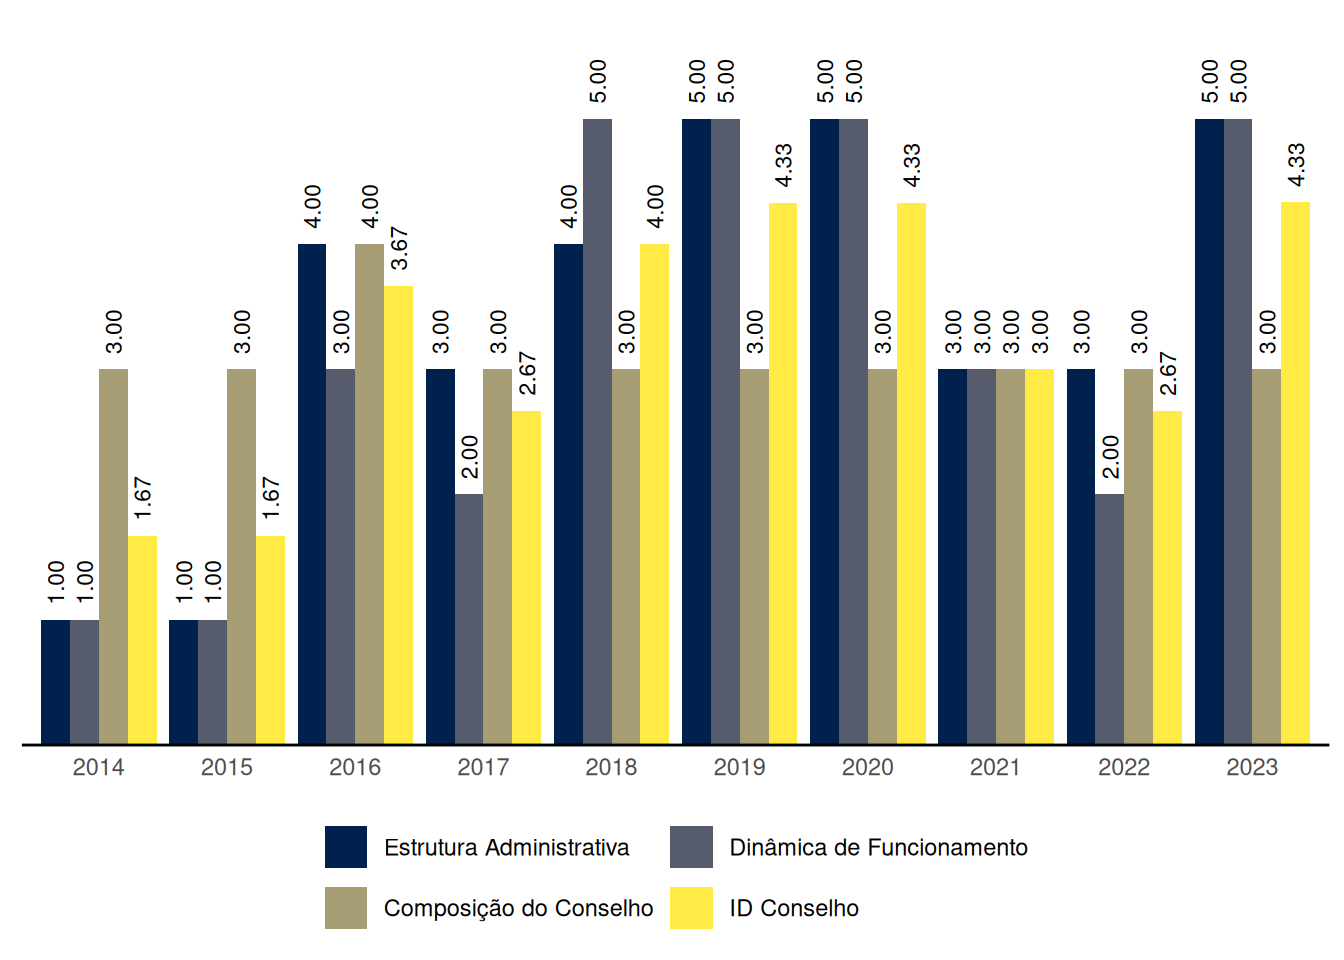 5.00 5.00 5.00 5.00 5.00 5.00 5.00
4.33 4.33 4.33
4.00 4.00 4.00 4.00
3.67
3.00 3.00 3.00 3.00 3.00 3.00 3.00 3.00 3.00 3.00 3.00 3.00 3.00 3.00 3.00
2.67 2.67
2.00 2.00
1.67 1.67
1.00 1.00 1.00 1.00
2014 2015 2016 2017 2018 2019 2020 2021 2022 2023
Estrutura Administrativa Dinâmica de Funcionamento
Composição do Conselho ID Conselho